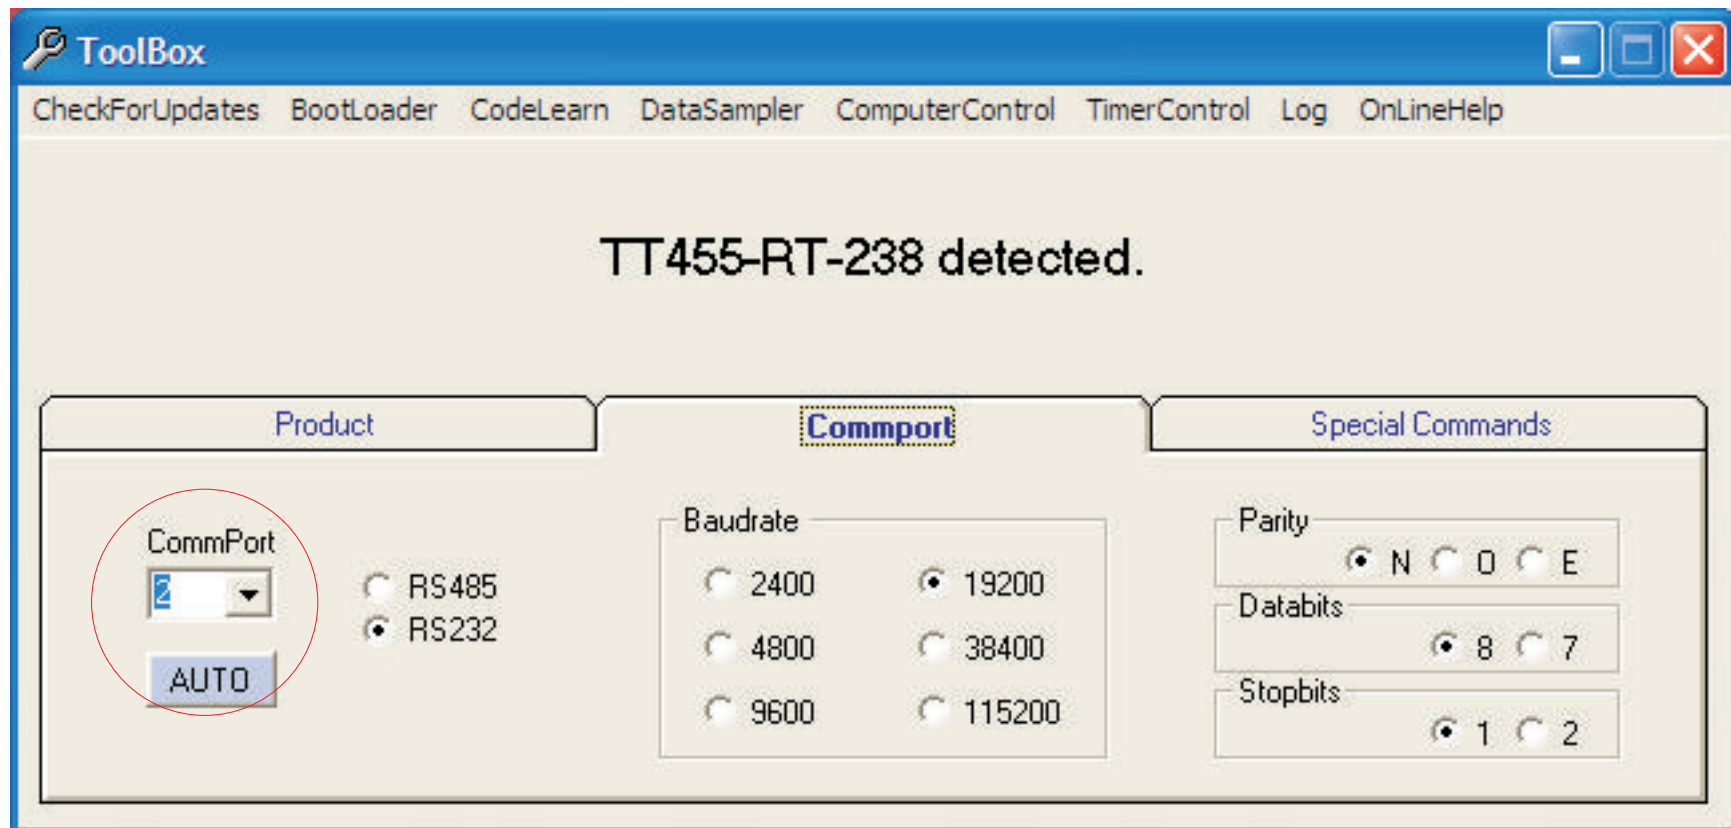 ToolBox
CheckForUpdates BootLoader CodeLearn DataSampler ComputerControl TimerControl Log OnLineHelp
TT455-RT-238 detected.
Product Commport Special Commands
CommPort
2
AUTO
RS485
RS232
Baudrate
2400 19200
4800 38400
9600 115200
Parity
N O E
Databits
8 7
Stopbits
1 2